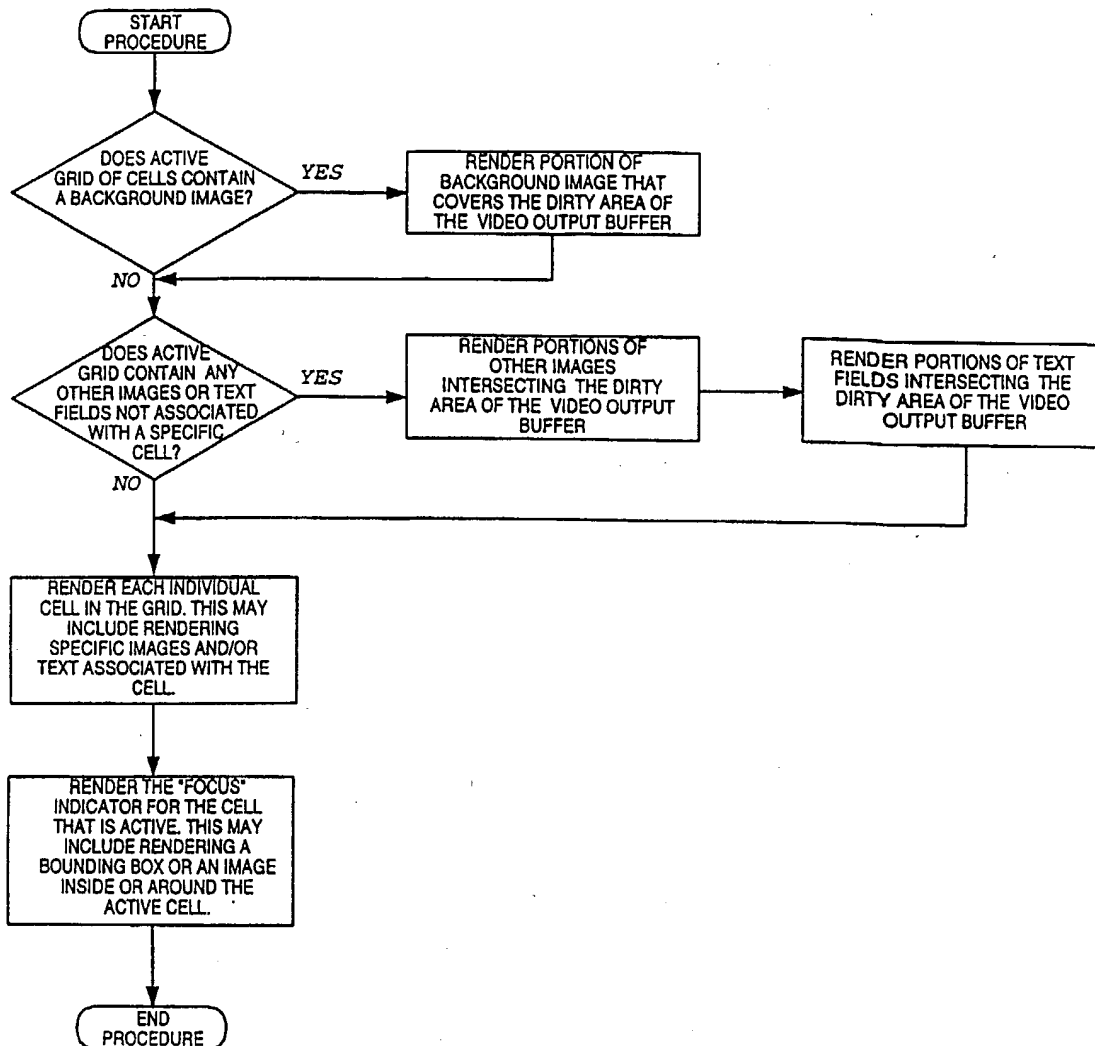 START
PROCEDURE
DOES ACTIVE
GRID OF CELLS CONTAIN
A BACKGROUND IMAGE?
YES
RENDER PORTION OF
BACKGROUND IMAGE THAT
COVERS THE DIRTY AREA OF
THE VIDEO OUTPUT BUFFER
NO
DOES ACTIVE
GRID CONTAIN ANY
OTHER IMAGES OR TEXT
FIELDS NOT ASSOCIATED
WITH A SPECIFIC
CELL?
YES
RENDER PORTIONS OF
OTHER IMAGES
INTERSECTING THE DIRTY
AREA OF THE VIDEO OUTPUT
BUFFER
RENDER PORTIONS OF TEXT
FIELDS INTERSECTING THE
DIRTY AREA OF THE VIDEO
OUTPUT BUFFER
NO
RENDER EACH INDIVIDUAL
CELL IN THE GRID. THIS MAY
INCLUDE RENDERING
SPECIFIC IMAGES AND/OR
TEXT ASSOCIATED WITH THE
CELL.
RENDER THE "FOCUS"
INDICATOR FOR THE CELL
THAT IS ACTIVE. THIS MAY
INCLUDE RENDERING A
BOUNDING BOX OR AN IMAGE
INSIDE OR AROUND THE
ACTIVE CELL.
END
PROCEDURE